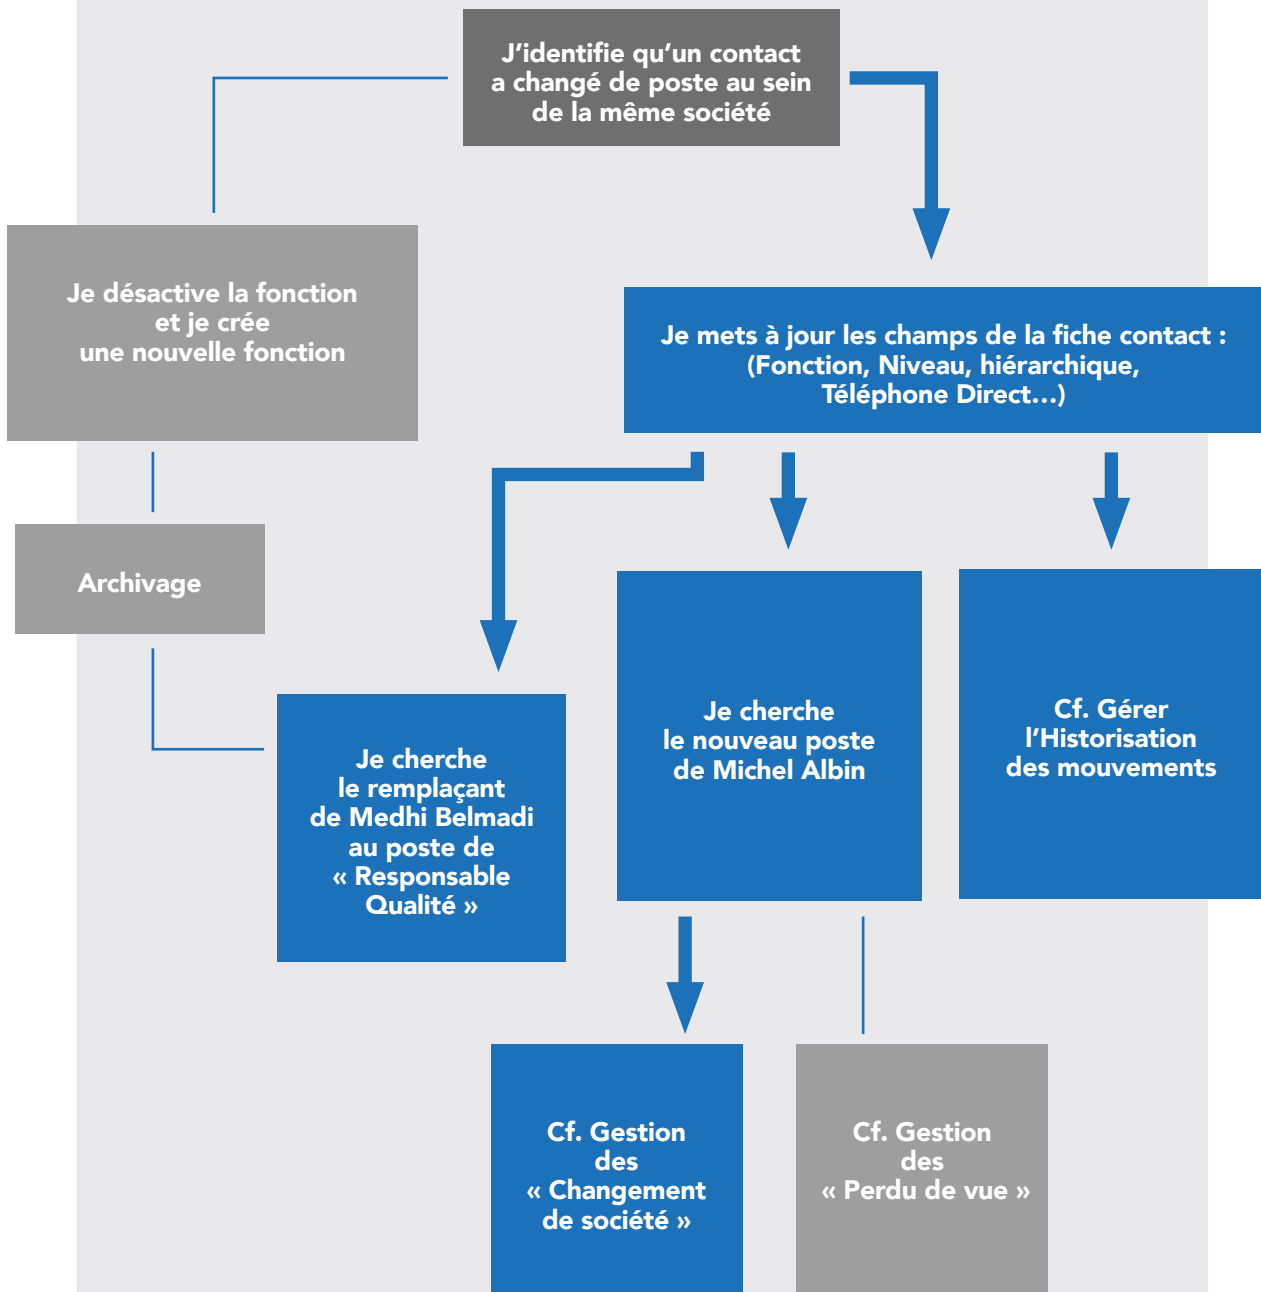 J’identifie qu’un contact
a changé de poste au sein
de la même société
Je désactive la fonction
et je crée
une nouvelle fonction
Je mets à jour les champs de la fiche contact :
(Fonction, Niveau, hiérarchique,
Téléphone Direct…)
Archivage
Je cherche
le remplaçant
de Medhi Belmadi
au poste de
« Responsable
Qualité »
Je cherche
le nouveau poste
de Michel Albin
Cf. Gérer
l’Historisation
des mouvements
Cf. Gestion
des
« Changement
de société »
Cf. Gestion
des
« Perdu de vue »